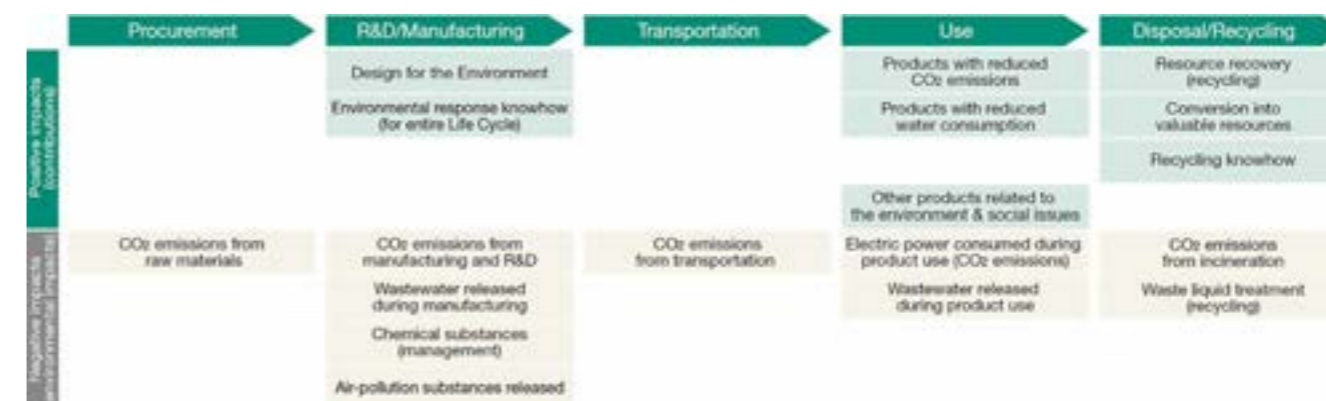 Procurement
R&D/Manufacturing
Transportation
Use
Disposal/Recycling
Positive impacts
(contributions)
Design for the Environment
Environmental response knowhow
(for entire Life Cycle)
Products with reduced
CO₂ emissions
Products with reduced
water consumption
Other products related to
the environment & social issues
Resource recovery
(recycling)
Conversion into
valuable resources
Recycling knowhow
Negative impacts
(environmental impacts)
CO₂ emissions from
raw materials
CO₂ emissions from
manufacturing and R&D
Wastewater released
during manufacturing
Chemical substances
(management)
Air-pollution substances released
CO₂ emissions
from transportation
Electric power consumed during
product use (CO₂ emissions)
Wastewater released
during product use
CO₂ emissions
from incineration
Waste liquid treatment
(recycling)